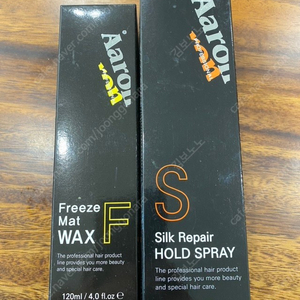 Aaron
non
Freeze
Mat
WAX
F
The professional hair product
line provides you more beauty
and special hair care.
120ml / 4.0 fl.oz e
Aaron
non
S
Silk Repair
HOLD SPRAY
The professional hair product
line provides you more beauty
and special hair care.